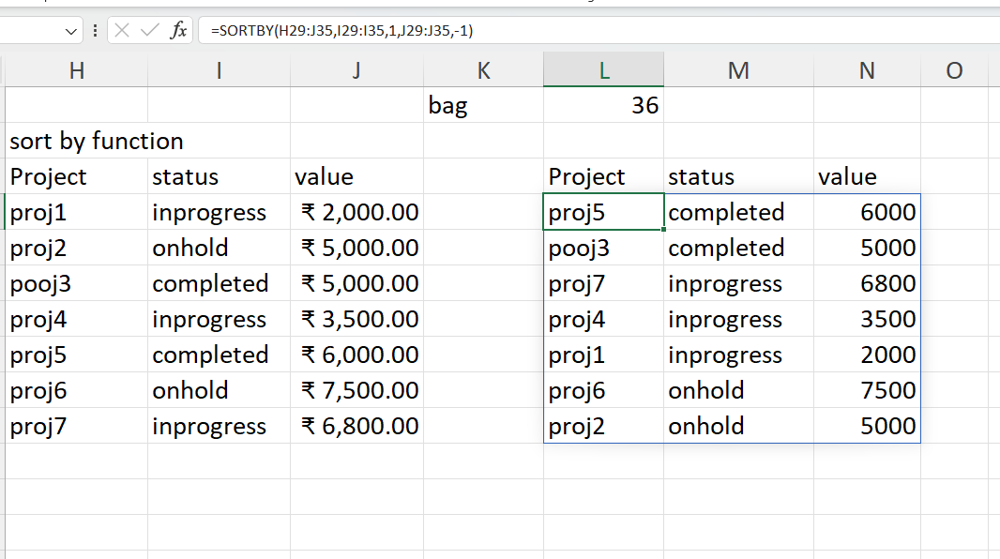 fx =SORTBY(H29:J35,I29:I35,1,J29:J35,-1)
H I J K L M N O
bag 36
sort by function
Project status value Project status value
proj1 inprogress ₹ 2,000.00 proj5 completed 6000
proj2 onhold ₹ 5,000.00 pooj3 completed 5000
pooj3 completed ₹ 5,000.00 proj7 inprogress 6800
proj4 inprogress ₹ 3,500.00 proj4 inprogress 3500
proj5 completed ₹ 6,000.00 proj1 inprogress 2000
proj6 onhold ₹ 7,500.00 proj6 onhold 7500
proj7 inprogress ₹ 6,800.00 proj2 onhold 5000